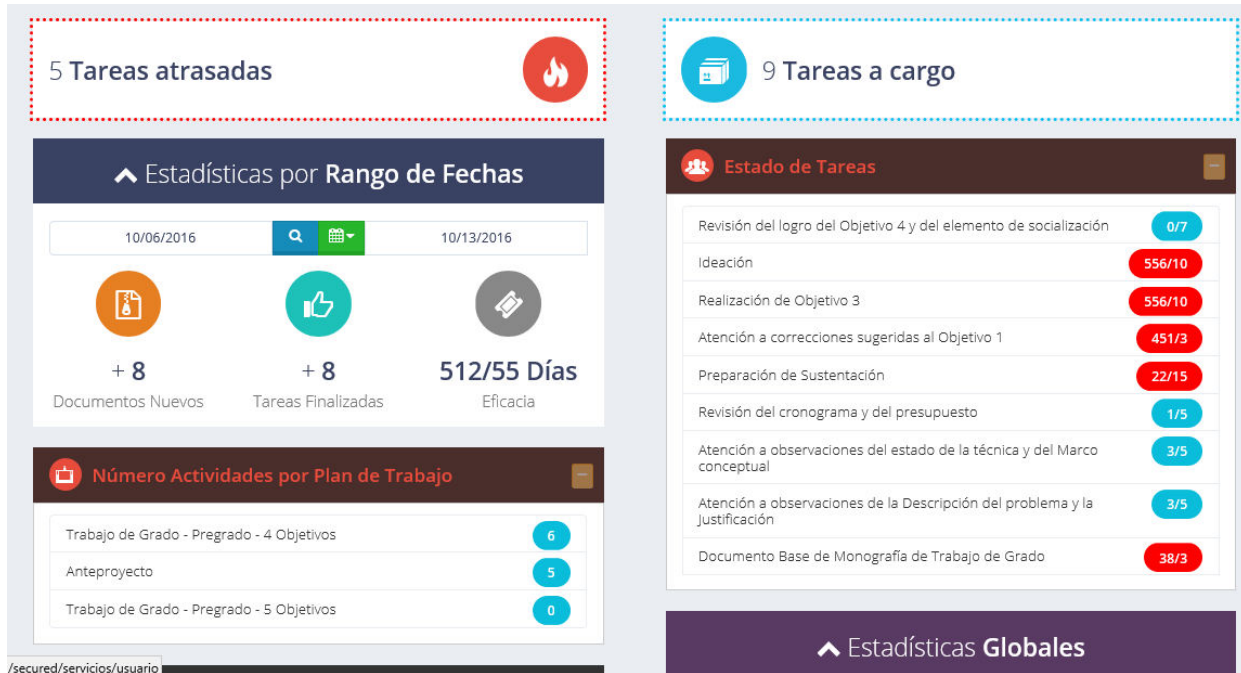 5 Tareas atrasadas
9 Tareas a cargo
Estadísticas por Rango de Fechas
10/06/2016
10/13/2016
+ 8
+ 8
512/55 Días
Documentos Nuevos
Tareas Finalizadas
Eficacia
Número Actividades por Plan de Trabajo
Trabajo de Grado - Pregrado - 4 Objetivos 6
Anteproyecto 5
Trabajo de Grado - Pregrado - 5 Objetivos 0
/secured/servicios/usuario
Estado de Tareas
Revisión del logro del Objetivo 4 y del elemento de socialización 0/7
Ideación 556/10
Realización de Objetivo 3 556/10
Atención a correcciones sugeridas al Objetivo 1 451/3
Preparación de Sustentación 22/15
Revisión del cronograma y del presupuesto 1/5
Atención a observaciones del estado de la técnica y del Marco 3/5
conceptual
Atención a observaciones de la Descripción del problema y la 3/5
Justificación
Documento Base de Monografía de Trabajo de Grado 38/3
Estadísticas Globales